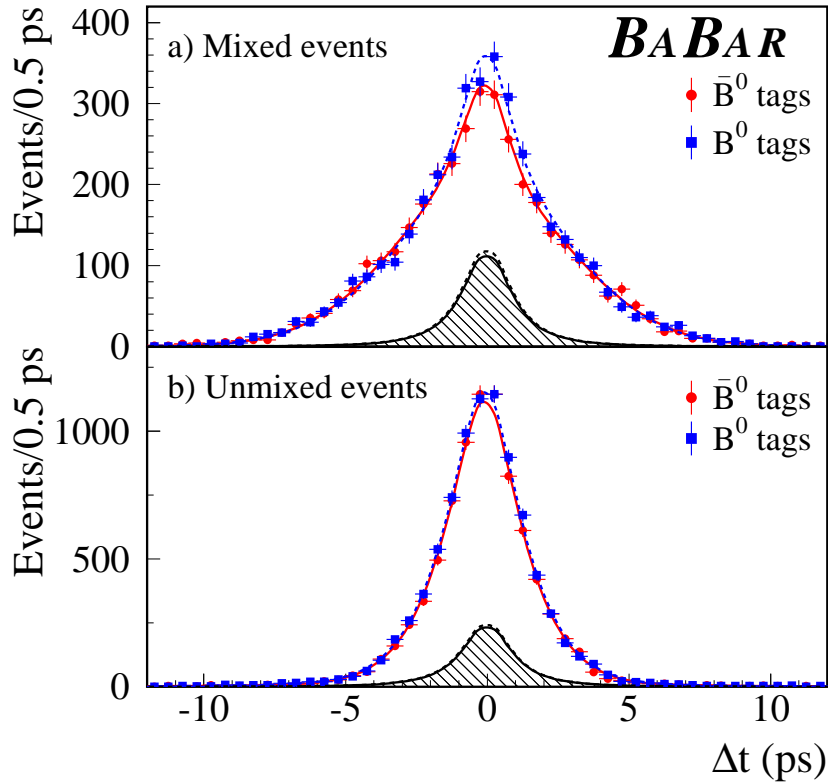 BABAR
a) Mixed events
B̄⁰ tags
B⁰ tags
Events/0.5 ps
400
300
200
100
0
b) Unmixed events
B̄⁰ tags
B⁰ tags
Events/0.5 ps
1000
500
0
-10 -5 0 5 10
Δt (ps)